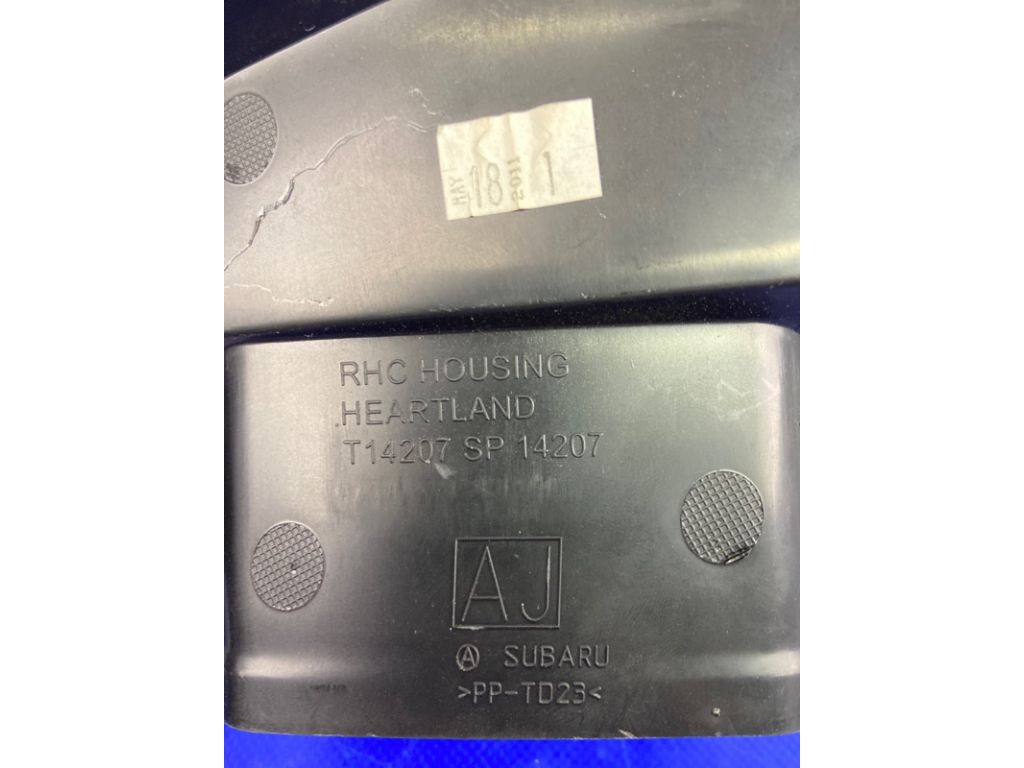 MAY 18 2011 1
RHC HOUSING
HEARTLAND
T14207 SP 14207
AJ
Ⓐ SUBARU
>PP-TD23<